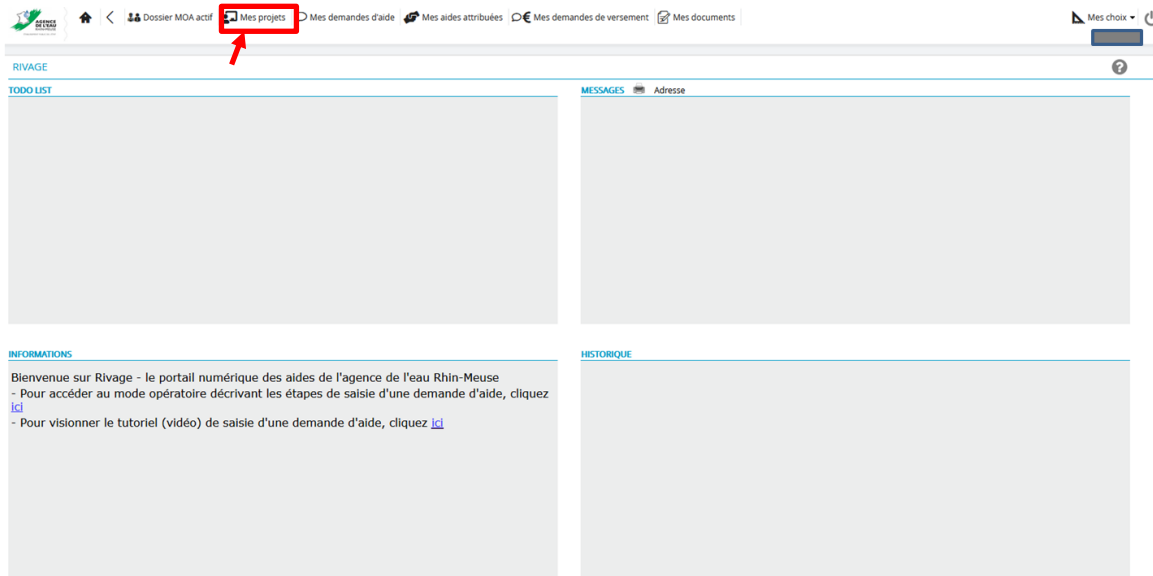 AGENCE
DE L'EAU
RHIN-MEUSE
Dossier MOA actif Mes projets Mes demandes d'aide Mes aides attribuées € Mes demandes de versement Mes documents Mes choix
RIVAGE ?
TODO LIST
MESSAGES Adresse
INFORMATIONS
Bienvenue sur Rivage - le portail numérique des aides de l'agence de l'eau Rhin-Meuse
- Pour accéder au mode opératoire décrivant les étapes de saisie d'une demande d'aide, cliquez
ici
- Pour visionner le tutoriel (vidéo) de saisie d'une demande d'aide, cliquez ici
HISTORIQUE